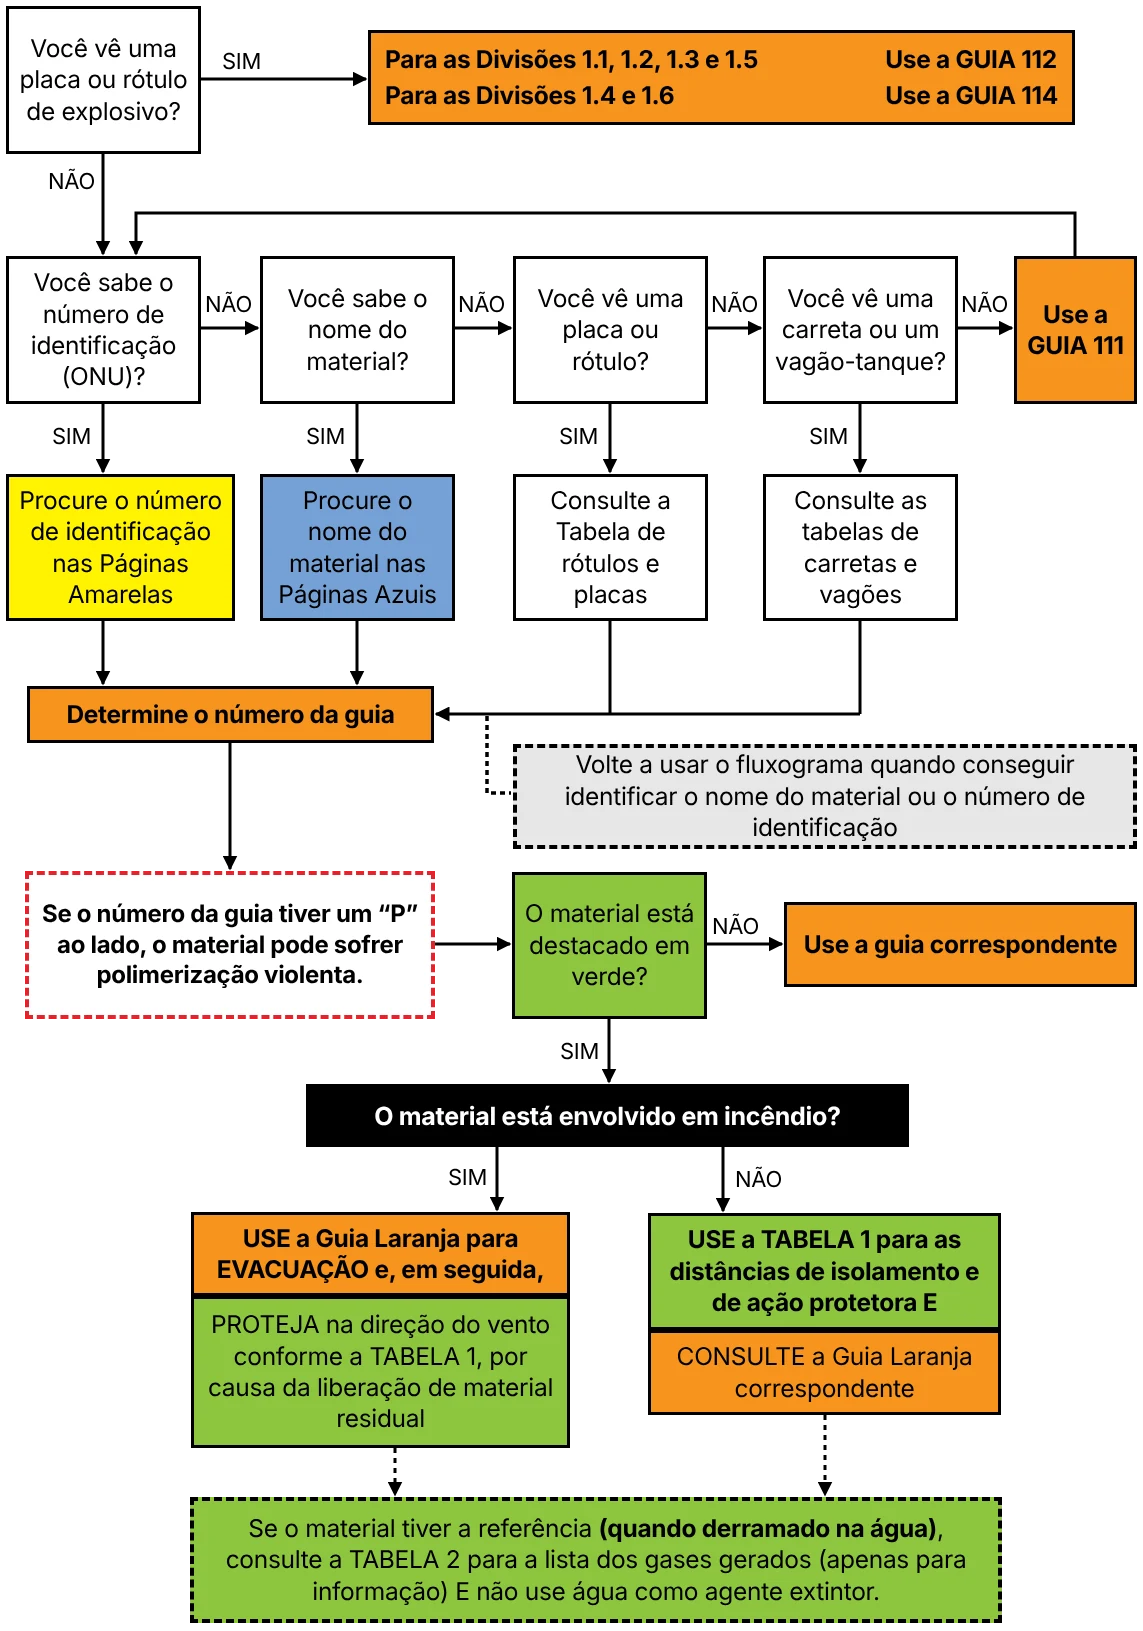 Você vê uma
placa ou rótulo
de explosivo?
SIM
Para as Divisões 1.1, 1.2, 1.3 e 1.5 Use a GUIA 112
Para as Divisões 1.4 e 1.6 Use a GUIA 114
NÃO
Você sabe o
número de
identificação
(ONU)?
NÃO
Você sabe o
nome do
material?
NÃO
Você vê uma
placa ou
rótulo?
NÃO
Você vê uma
carreta ou um
vagão-tanque?
NÃO
Use a
GUIA 111
SIM
SIM
SIM
SIM
Procure o número
de identificação
nas Páginas
Amarelas
Procure o
nome do
material nas
Páginas Azuis
Consulte a
Tabela de
rótulos e
placas
Consulte as
tabelas de
carretas e
vagões
Determine o número da guia
Volte a usar o fluxograma quando conseguir
identificar o nome do material ou o número de
identificação
Se o número da guia tiver um “P”
ao lado, o material pode sofrer
polimerização violenta.
O material está
destacado em
verde?
NÃO
Use a guia correspondente
SIM
O material está envolvido em incêndio?
SIM
NÃO
USE a Guia Laranja para
EVACUAÇÃO e, em seguida,
PROTEJA na direção do vento
conforme a TABELA 1, por
causa da liberação de material
residual
USE a TABELA 1 para as
distâncias de isolamento e
de ação protetora E
CONSULTE a Guia Laranja
correspondente
Se o material tiver a referência (quando derramado na água),
consulte a TABELA 2 para a lista dos gases gerados (apenas para
informação) E não use água como agente extintor.